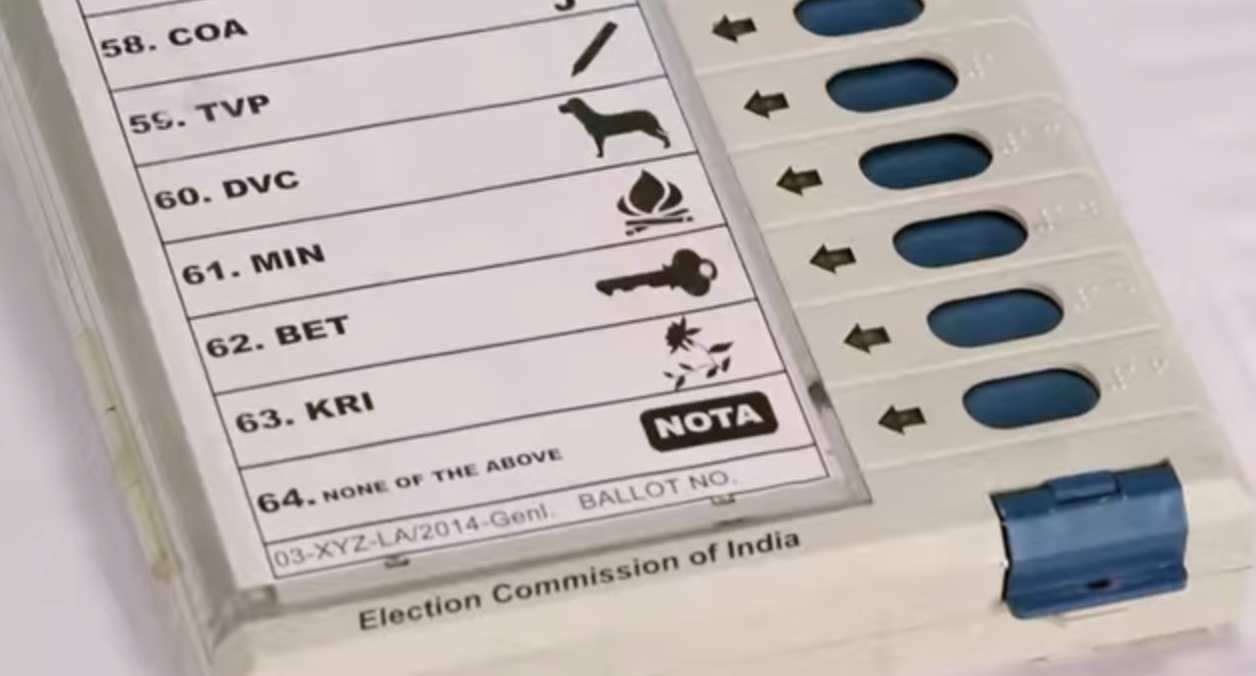 58. COA
59. TVP
60. DVC
61. MIN
62. BET
63. KRI
64. NONE OF THE ABOVE NOTA
03-XYZ-LA/2014-Genl. BALLOT NO.
Election Commission of India